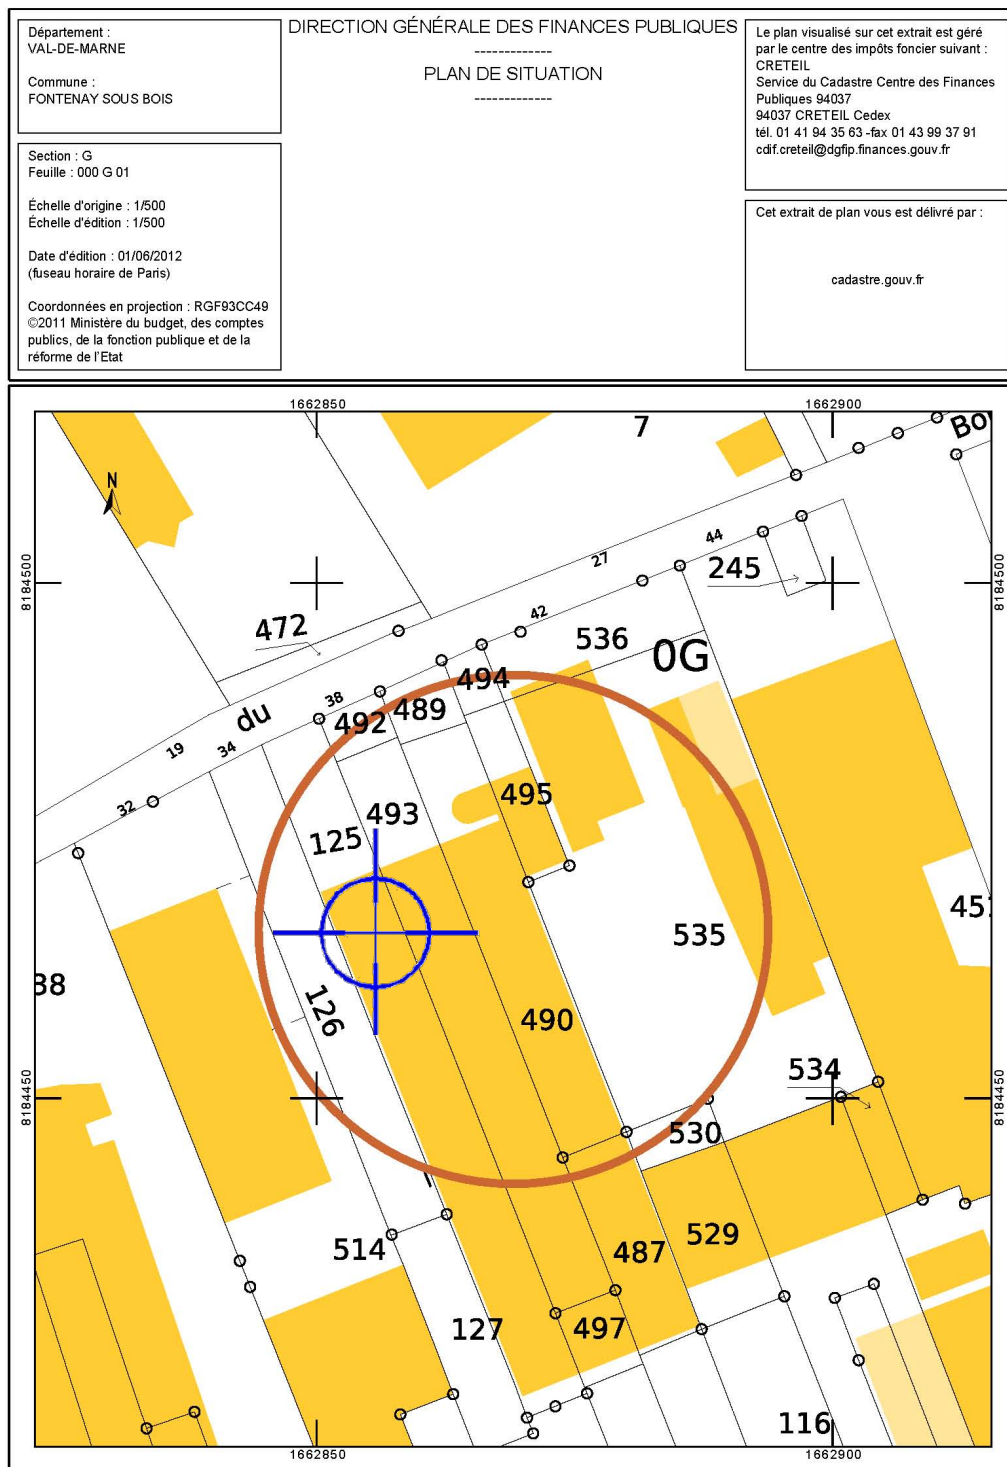 Département :
VAL-DE-MARNE
Commune :
FONTENAY SOUS BOIS
Section : G
Feuille : 000 G 01
Échelle d'origine : 1/500
Échelle d'édition : 1/500
Date d'édition : 01/06/2012
(fuseau horaire de Paris)
Coordonnées en projection : RGF93CC49
©2011 Ministère du budget, des comptes
publics, de la fonction publique et de la
réforme de l'Etat
DIRECTION GÉNÉRALE DES FINANCES PUBLIQUES
-------------
PLAN DE SITUATION
-------------
Le plan visualisé sur cet extrait est géré
par le centre des impôts foncier suivant :
CRETEIL
Service du Cadastre Centre des Finances
Publiques 94037
94037 CRETEIL Cedex
tél. 01 41 94 35 63 -fax 01 43 99 37 91
cdif.creteil@dgfip.finances.gouv.fr
Cet extrait de plan vous est délivré par :
cadastre.gouv.fr
1662850
1662900
7
Bo
N
44
27
245
8184500
8184500
472
42
536
0G
494
38
489
492
du
34
19
32
495
493
125
451
535
38
126
490
534
8184450
8184450
530
529
514
487
127
497
116
1662850
1662900